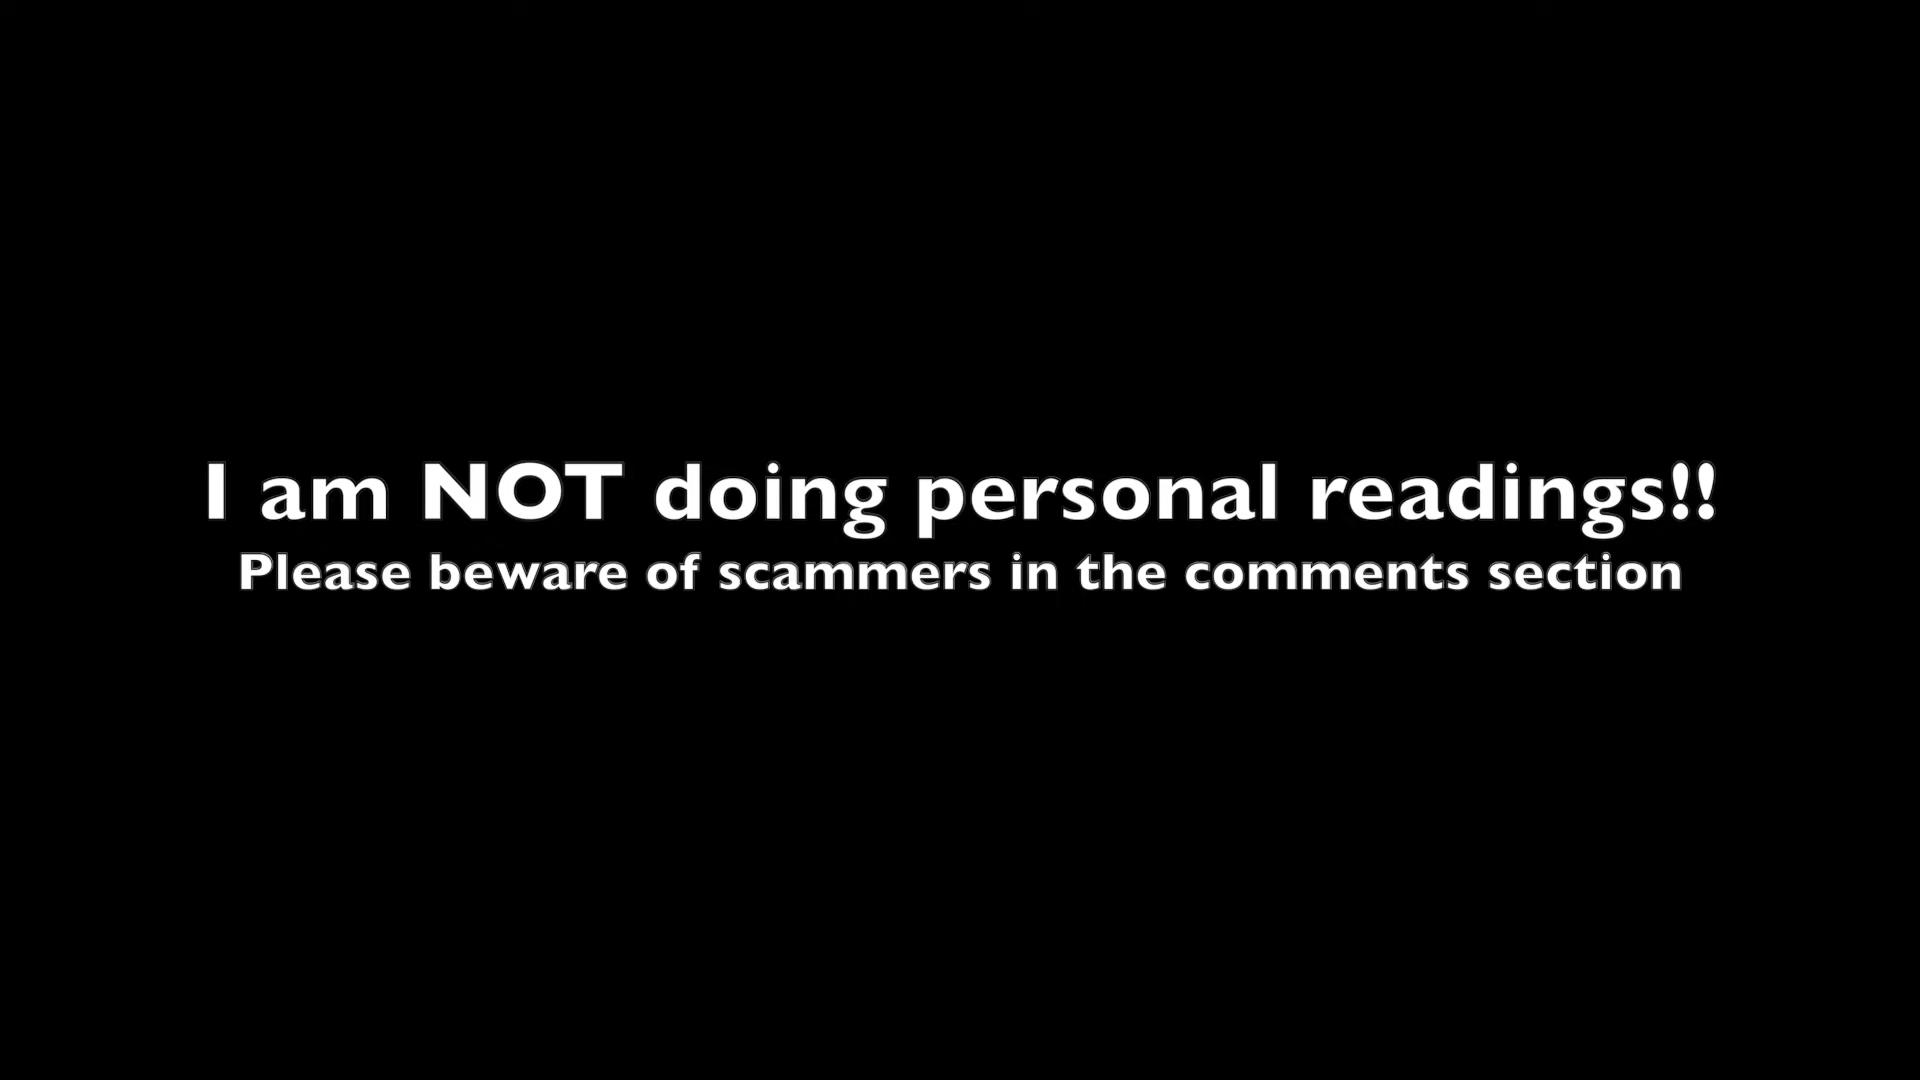 I am NOT doing personal readings!!
Please beware of scammers in the comments section